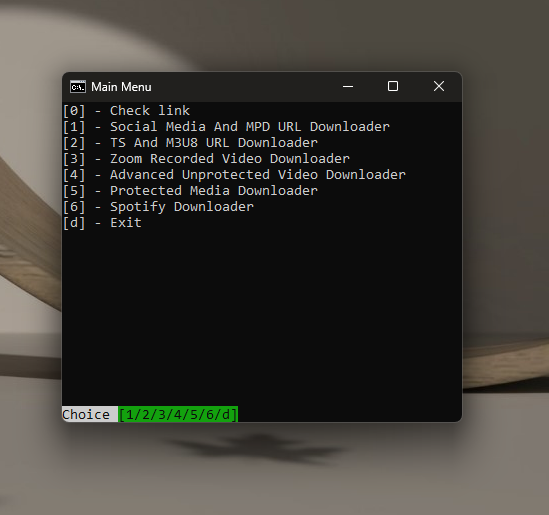 Main Menu
[0] - Check link
[1] - Social Media And MPD URL Downloader
[2] - TS And M3U8 URL Downloader
[3] - Zoom Recorded Video Downloader
[4] - Advanced Unprotected Video Downloader
[5] - Protected Media Downloader
[6] - Spotify Downloader
[d] - Exit
Choice [1/2/3/4/5/6/d]